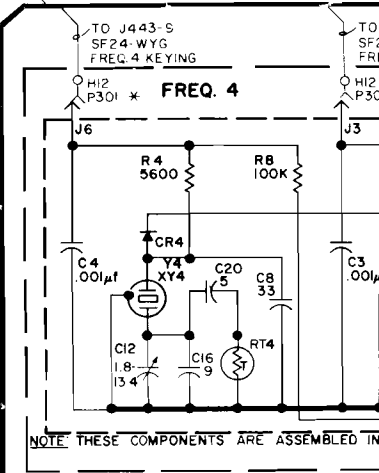 TO J443-S
SF24-WYG
FREQ. 4 KEYING
TO
FRE
H12
P301 *
FREQ. 4
H12
J6
J3
R4
5600
R8
100K
CR4
Y4
XY4
C4
.001µf
C20
5
C8
33
C3
.001µ
C12
1.8-
13.4
C16
9
RT4
T
NOTE: THESE COMPONENTS ARE ASSEMBLED IN